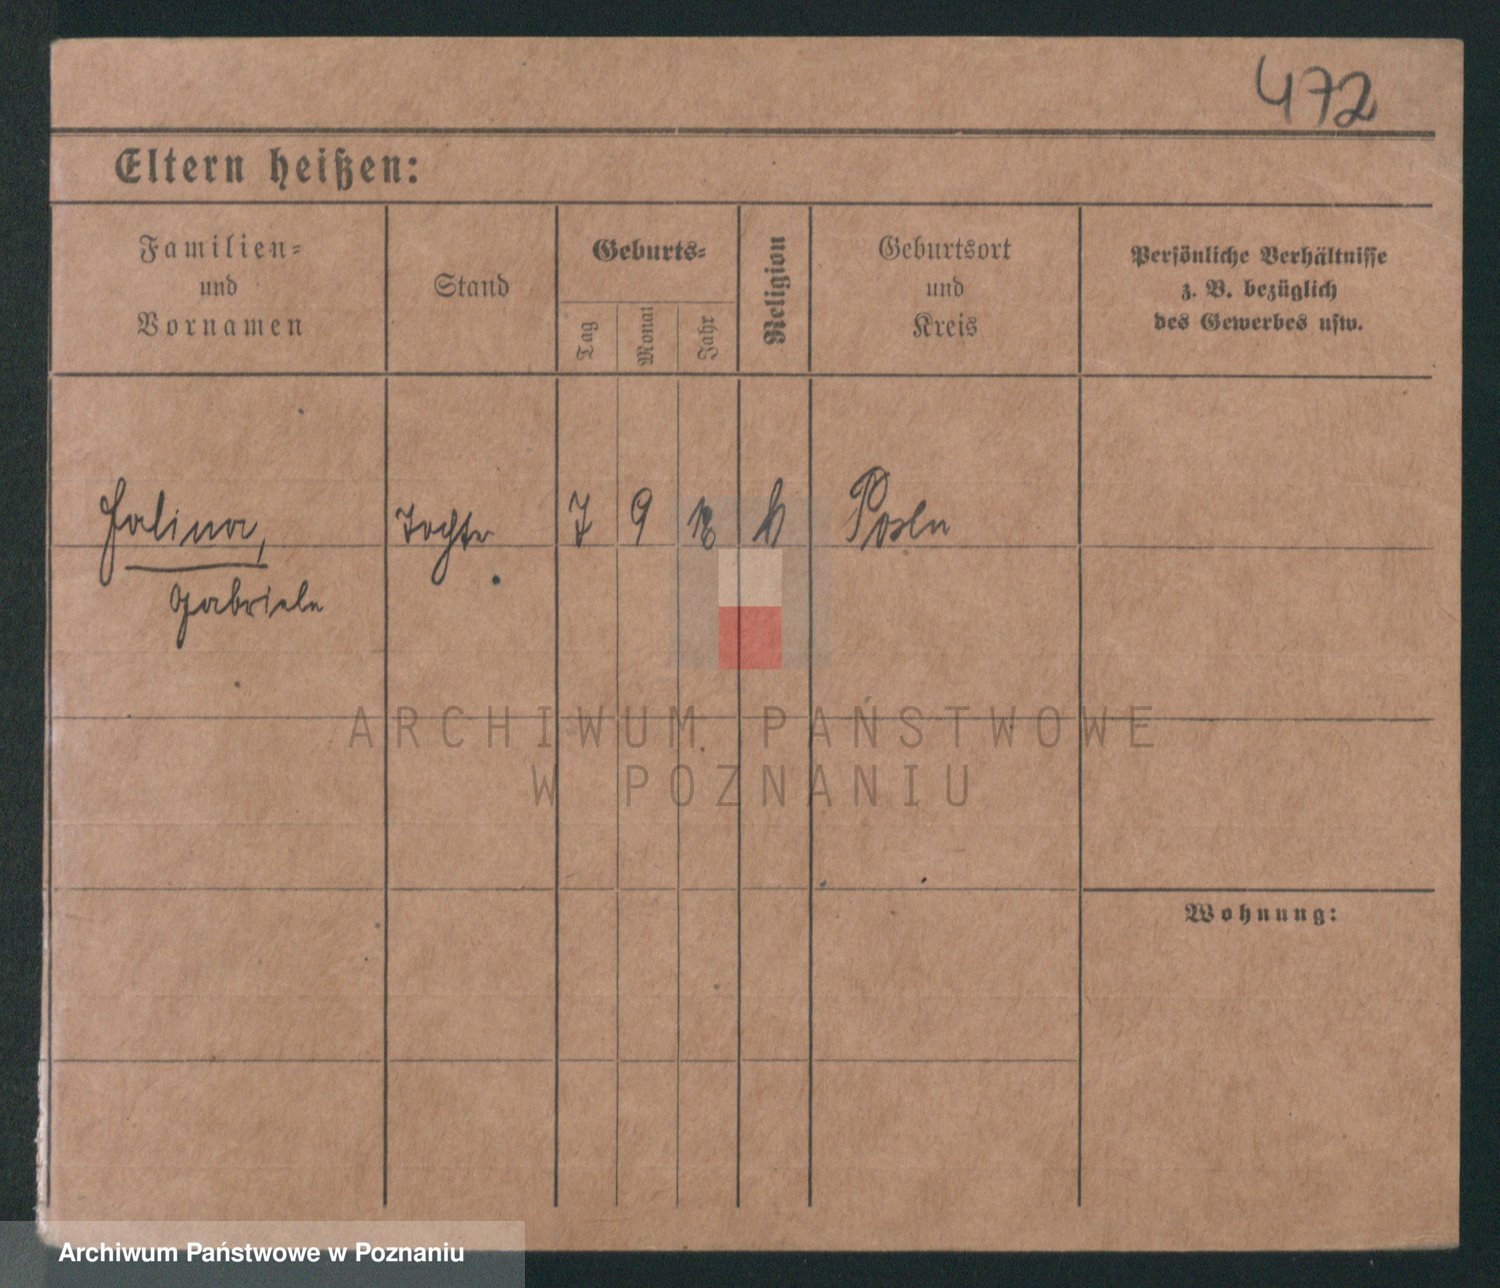 472
Eltern heißen:
Familien-
und
Vornamen
Stand
Geburts-
Tag
Monat
Jahr
Religion
Geburtsort
und
Kreis
Persönliche Verhältnisse
z. B. bezüglich
des Gewerbes usw.
Halina, Tochter 7 9 k Posen
Gabriele
ARCHIWUM PAŃSTWOWE
W POZNANIU
Wohnung:
Archiwum Państwowe w Poznaniu